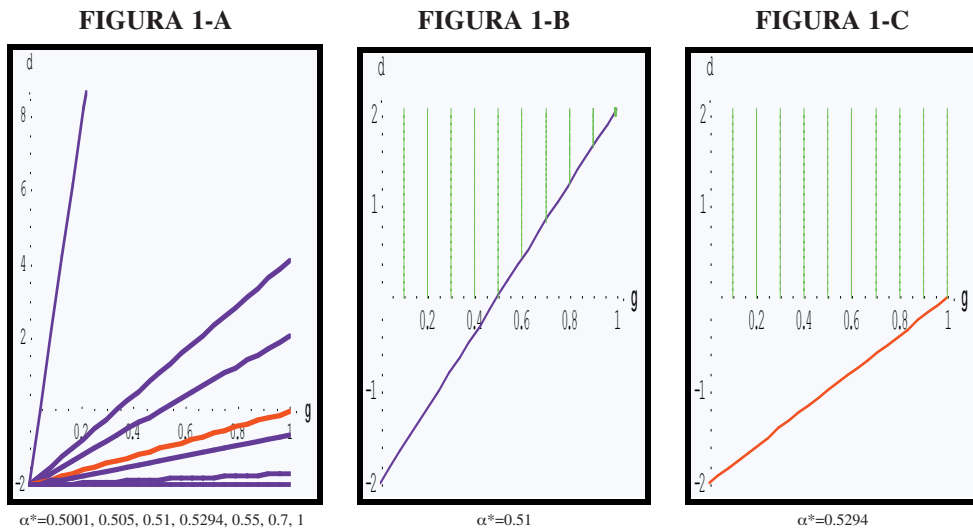 FIGURA 1-A
d
8
6
4
2
0.2 0.4 0.6 0.8 1 g
-2
α*=0.5001, 0.505, 0.51, 0.5294, 0.55, 0.7, 1
FIGURA 1-B
d
2
1
0.2 0.4 0.6 0.8 1 g
-1
-2
α*=0.51
FIGURA 1-C
d
2
1
0.2 0.4 0.6 0.8 1 g
-1
-2
α*=0.5294